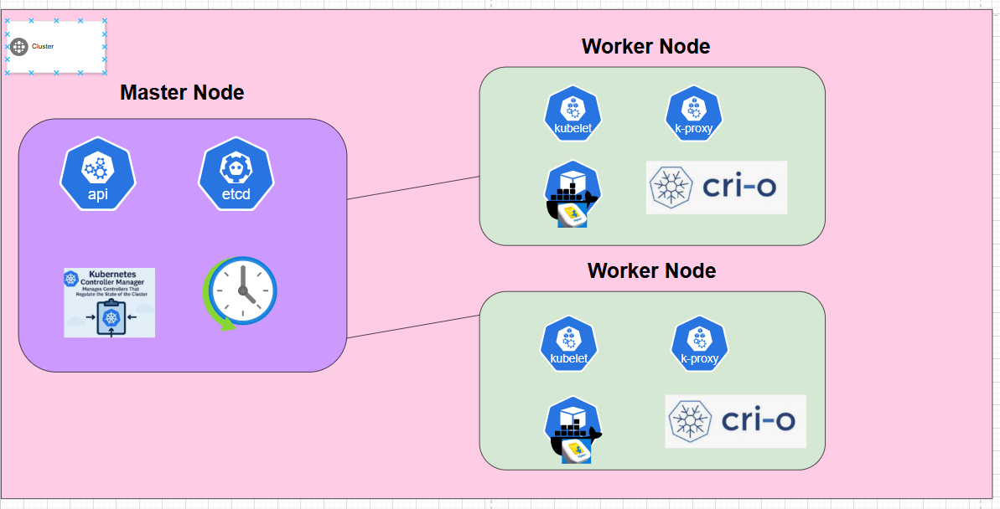 Cluster
Master Node
api
etcd
Kubernetes
Controller Manager
Manages Controllers That
Regulate the State of the Cluster
Worker Node
kubelet
k-proxy
cri-o
Worker Node
kubelet
k-proxy
cri-o